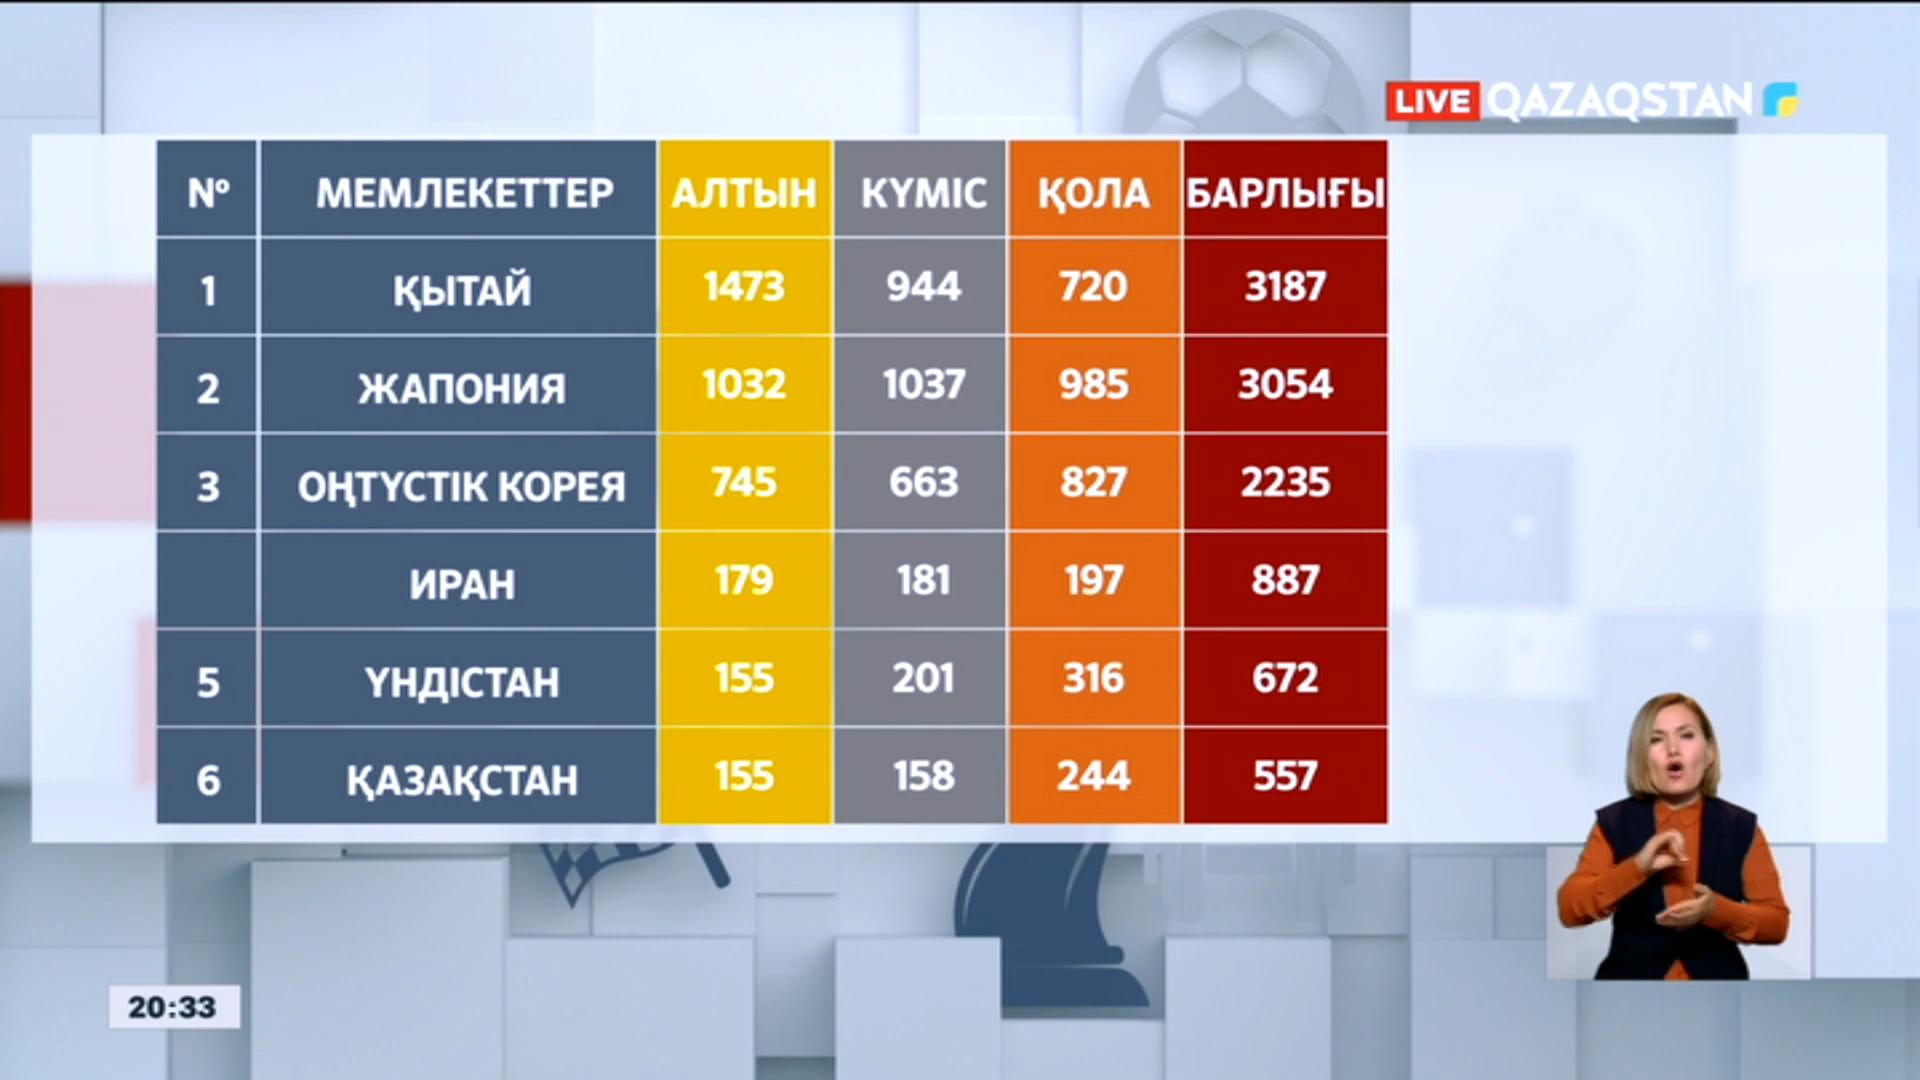 LIVE QAZAQSTAN
Nº МЕМЛЕКЕТТЕР АЛТЫН КҮМІС ҚОЛА БАРЛЫҒЫ
1 ҚЫТАЙ 1473 944 720 3187
2 ЖАПОНИЯ 1032 1037 985 3054
3 ОҢТҮСТІК КОРЕЯ 745 663 827 2235
ИРАН 179 181 197 887
5 ҮНДІСТАН 155 201 316 672
6 ҚАЗАҚСТАН 155 158 244 557
20:33